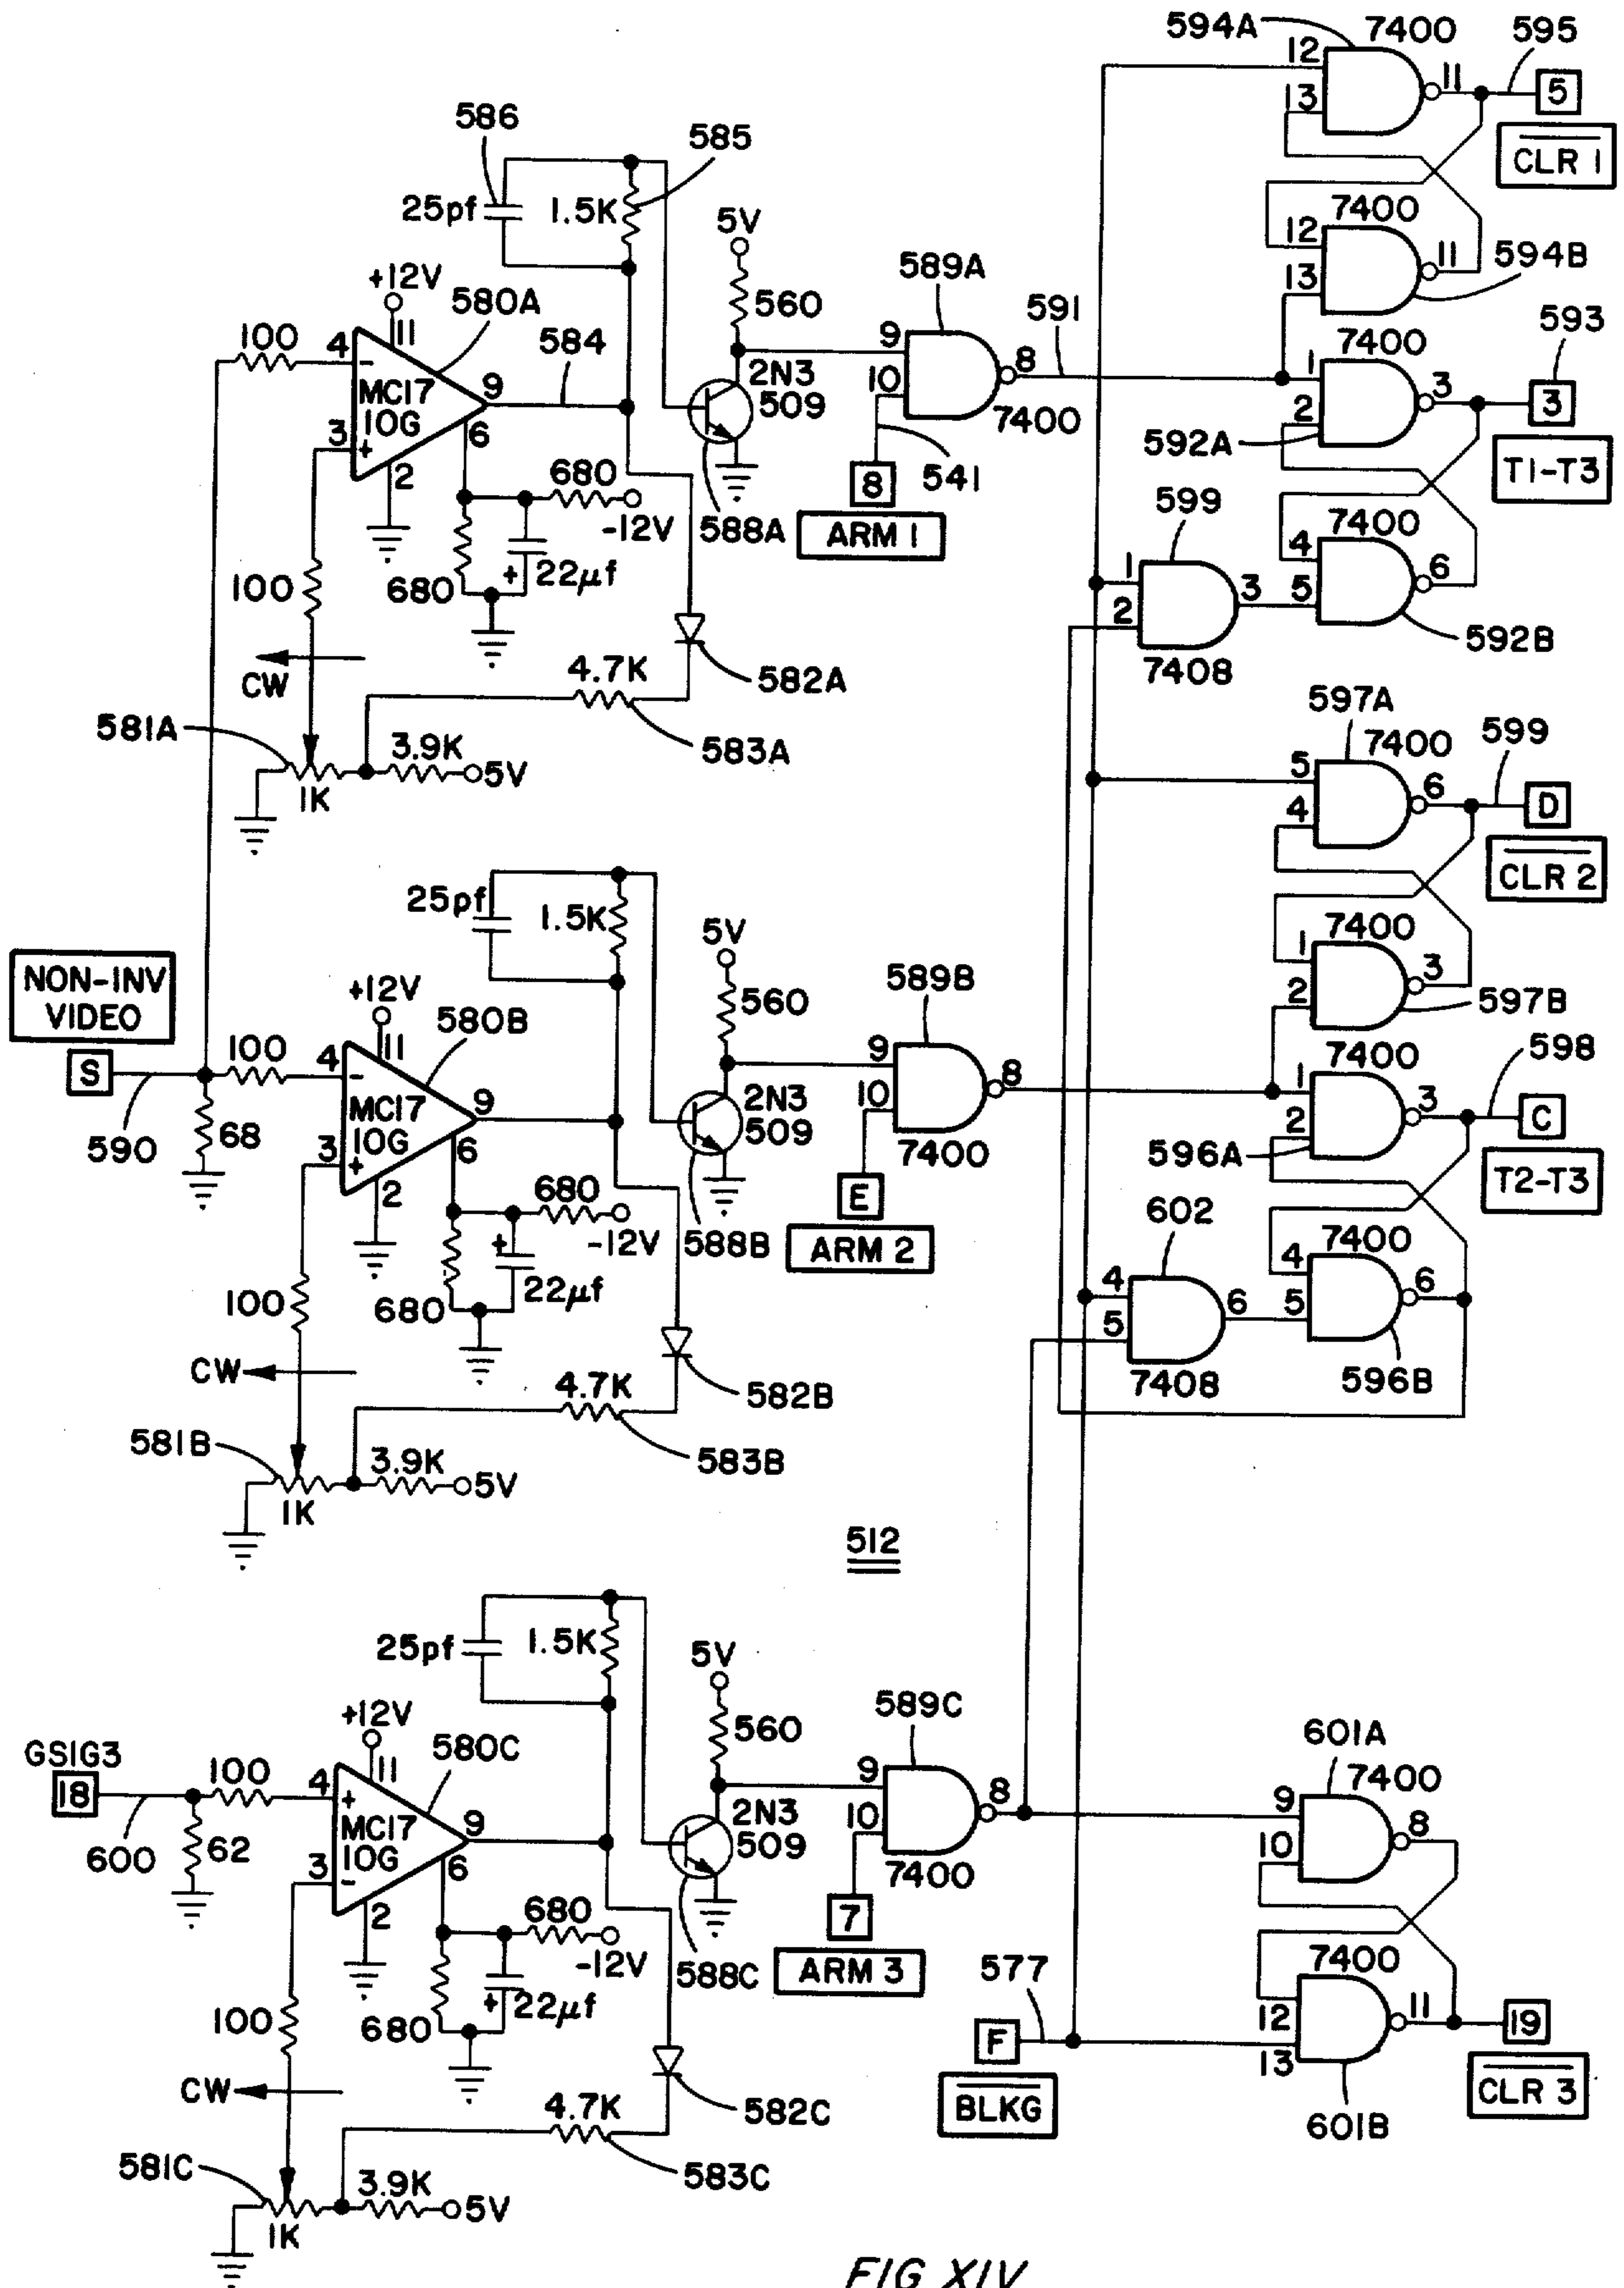 594A
7400
595
12
13
11
5
CLR 1
586
585
25pf
1.5K
7400
12
13
11
594B
5V
560
589A
+12V
11
580A
584
591
593
100
4
-
MC17
10G
9
3
+
6
2
2N3
509
588A
9
10
8
7400
541
8
ARM 1
7400
1
2
3
592A
3
T1-T3
680
-12V
680
+
22µf
100
599
1
2
3
7408
7400
4
5
6
592B
CW
4.7K
582A
583A
581A
3.9K
5V
1K
597A
7400
599
5
4
6
D
CLR 2
25pf
1.5K
5V
560
589B
7400
1
2
3
597B
NON-INV
VIDEO
S
590
68
+12V
11
580B
100
4
-
MC17
10G
9
3
+
6
2
2N3
509
588B
9
10
8
7400
E
ARM 2
7400
1
2
3
596A
598
C
T2-T3
680
-12V
680
+
22µf
100
602
4
5
6
7408
7400
4
5
6
596B
CW
4.7K
582B
583B
581B
3.9K
5V
1K
512
25pf
1.5K
5V
560
589C
+12V
11
580C
GSIG3
18
600
62
100
4
+
MC17
10G
9
3
-
6
2
2N3
509
588C
9
10
8
7400
7
ARM 3
601A
7400
9
10
8
680
-12V
680
+
22µf
100
577
F
BLKG
7400
12
13
11
601B
19
CLR 3
CW
4.7K
582C
583C
581C
3.9K
5V
1K
FIG XIV